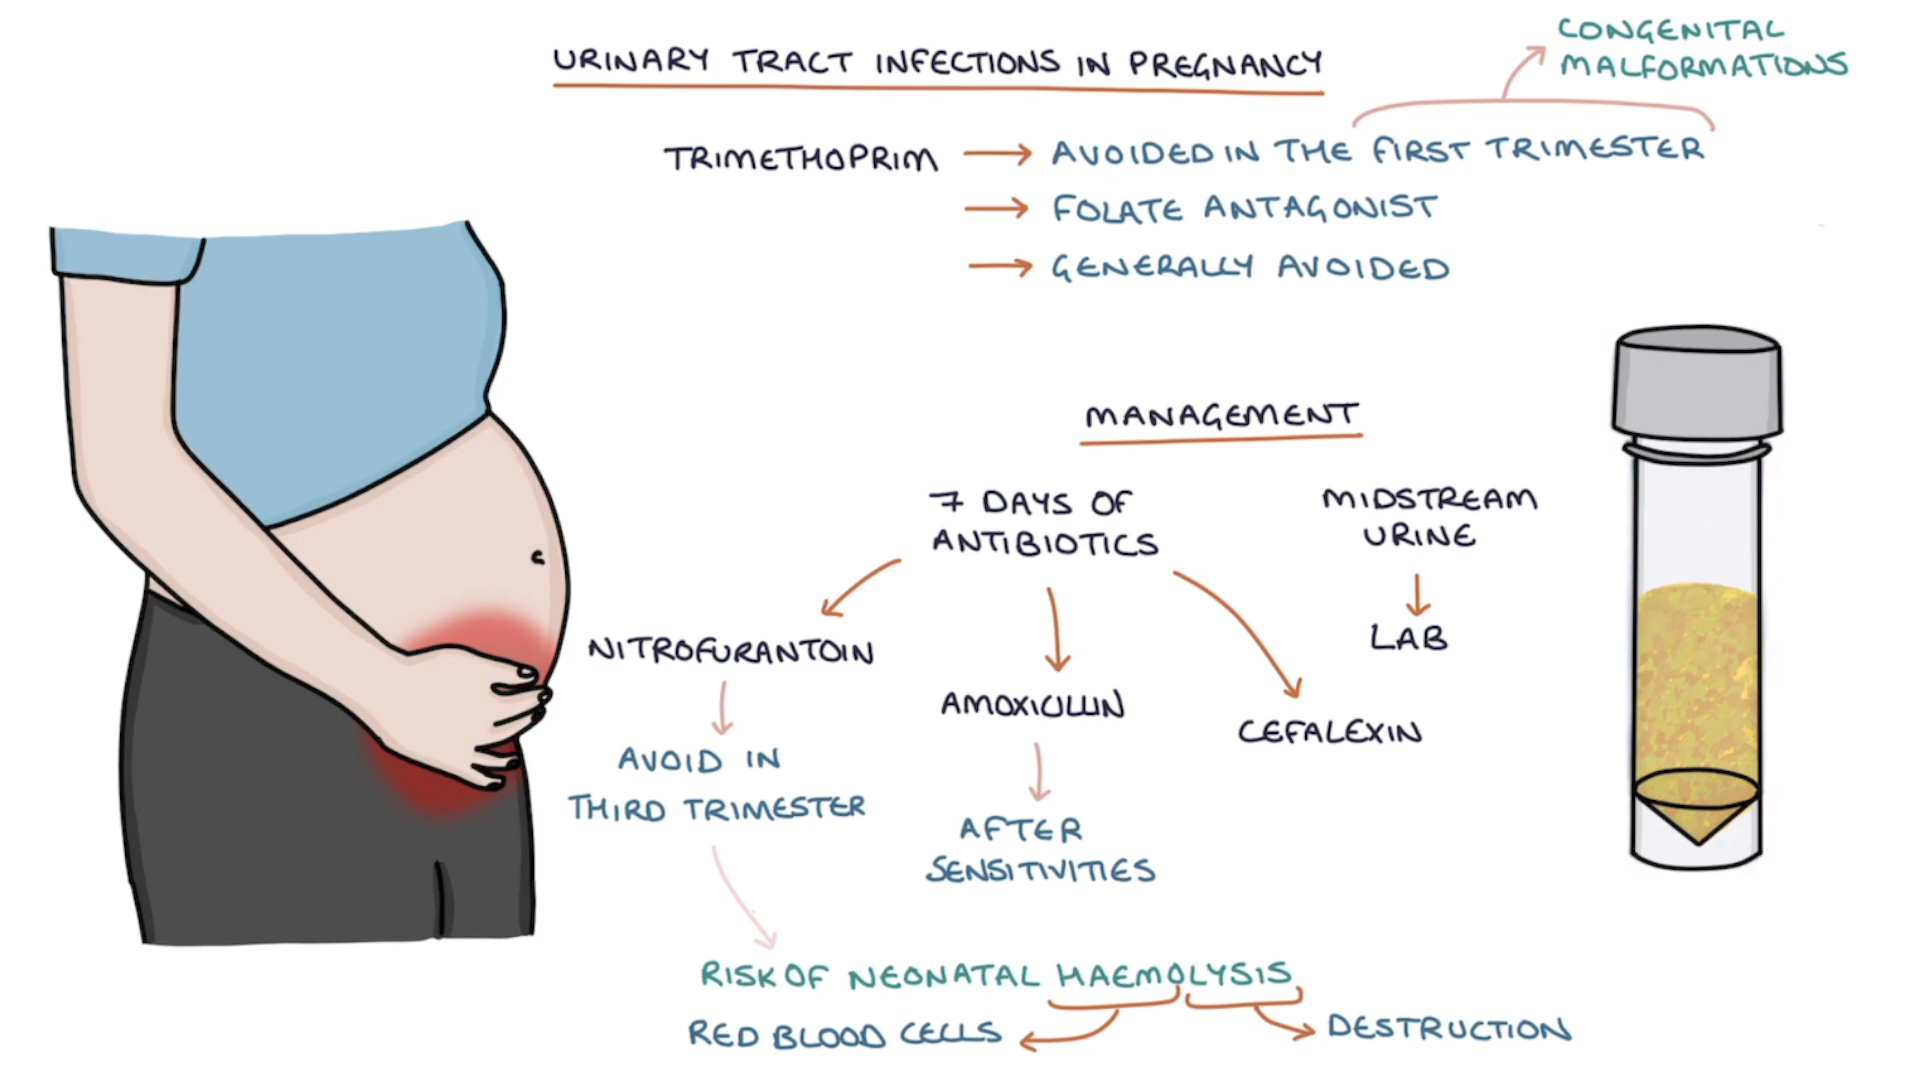 CONGENITAL
MALFORMATIONS
URINARY TRACT INFECTIONS IN PREGNANCY
TRIMETHOPRIM → AVOIDED IN THE FIRST TRIMESTER
→ FOLATE ANTAGONIST
→ GENERALLY AVOIDED
MANAGEMENT
7 DAYS OF
ANTIBIOTICS
MIDSTREAM
URINE
LAB
NITROFURANTOIN
AMOXICILLIN
CEFALEXIN
AVOID IN
THIRD TRIMESTER
AFTER
SENSITIVITIES
RISK OF NEONATAL HAEMOLYSIS
RED BLOOD CELLS
DESTRUCTION